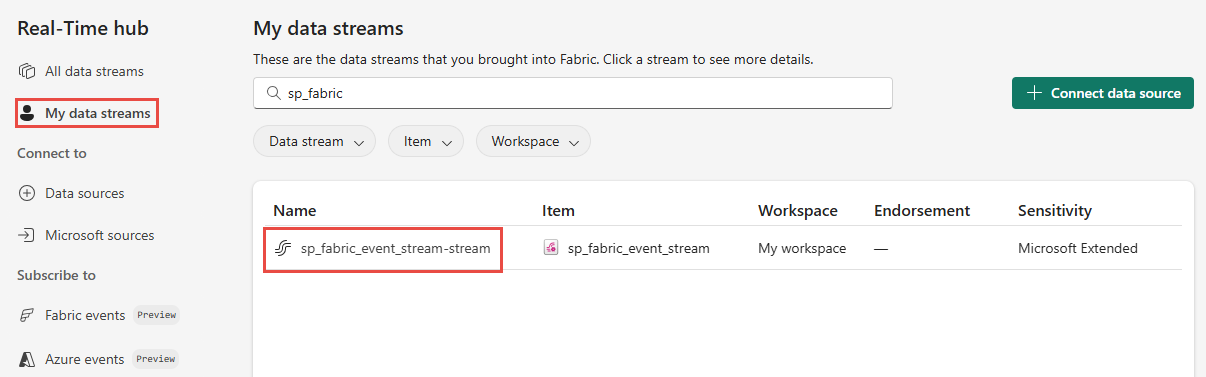 Real-Time hub
All data streams
My data streams
Connect to
Data sources
Microsoft sources
Subscribe to
Fabric events Preview
Azure events Preview
My data streams
These are the data streams that you brought into Fabric. Click a stream to see more details.
sp_fabric
Connect data source
Data stream Item Workspace
Name Item Workspace Endorsement Sensitivity
sp_fabric_event_stream-stream sp_fabric_event_stream My workspace — Microsoft Extended